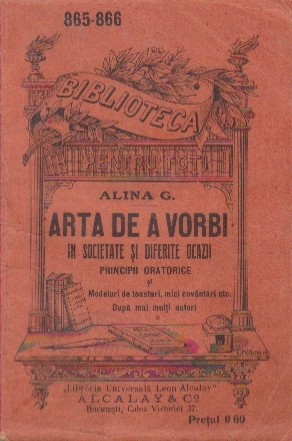 865-866
BIBLIOTECA
PENTRU TOȚI
ALINA G.
ARTA DE A VORBI
IN SOCIETATE ȘI DIFERITE OCAZII
PRINCIPII ORATORICE
și
Modeluri de toasturi, mici cuvântări etc.
După mai mulți autori
„Librăria Universală Leon Alcalay”
ALCALAY & Co
București, Calea Victoriei 37
Prețul 0 60